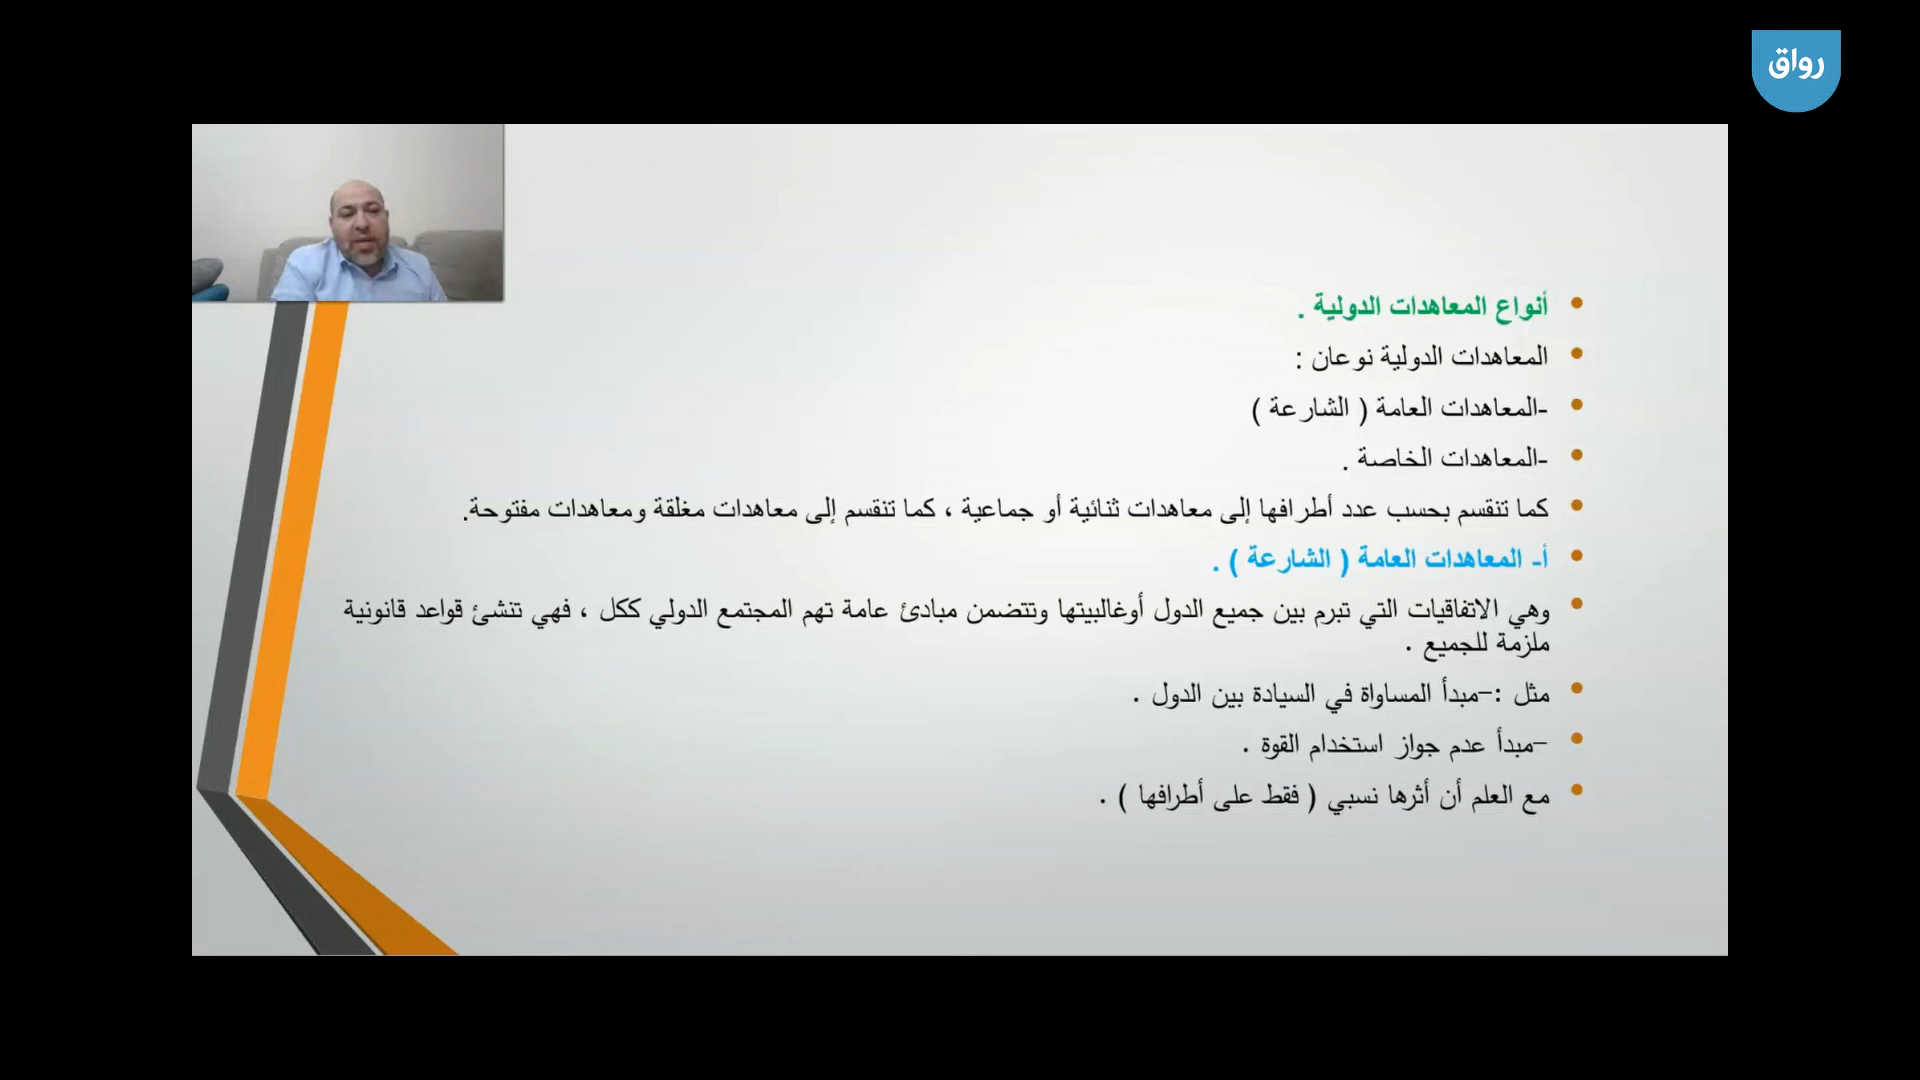 رواق
أنواع المعاهدات الدولية .
المعاهدات الدولية نوعان :
-المعاهدات العامة ( الشارعة )
-المعاهدات الخاصة .
كما تنقسم بحسب عدد أطرافها إلى معاهدات ثنائية أو جماعية ، كما تنقسم إلى معاهدات مغلقة ومعاهدات مفتوحة.
أ- المعاهدات العامة ( الشارعة ) .
وهي الاتفاقيات التي تبرم بين جميع الدول أوغالبيتها وتتضمن مبادئ عامة تهم المجتمع الدولي ككل ، فهي تنشئ قواعد قانونية
ملزمة للجميع .
مثل :-مبدأ المساواة في السيادة بين الدول .
-مبدأ عدم جواز استخدام القوة .
مع العلم أن أثرها نسبي ( فقط على أطرافها ) .